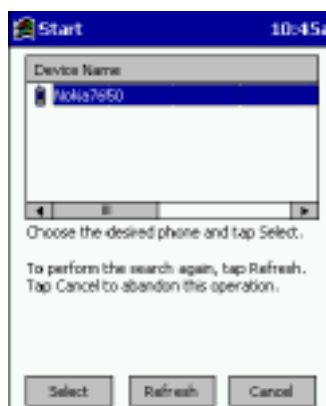 Start 10:45a
Device Name
Nokia7650
Choose the desired phone and tap Select.
To perform the search again, tap Refresh.
Tap Cancel to abandon this operation.
Select Refresh Cancel